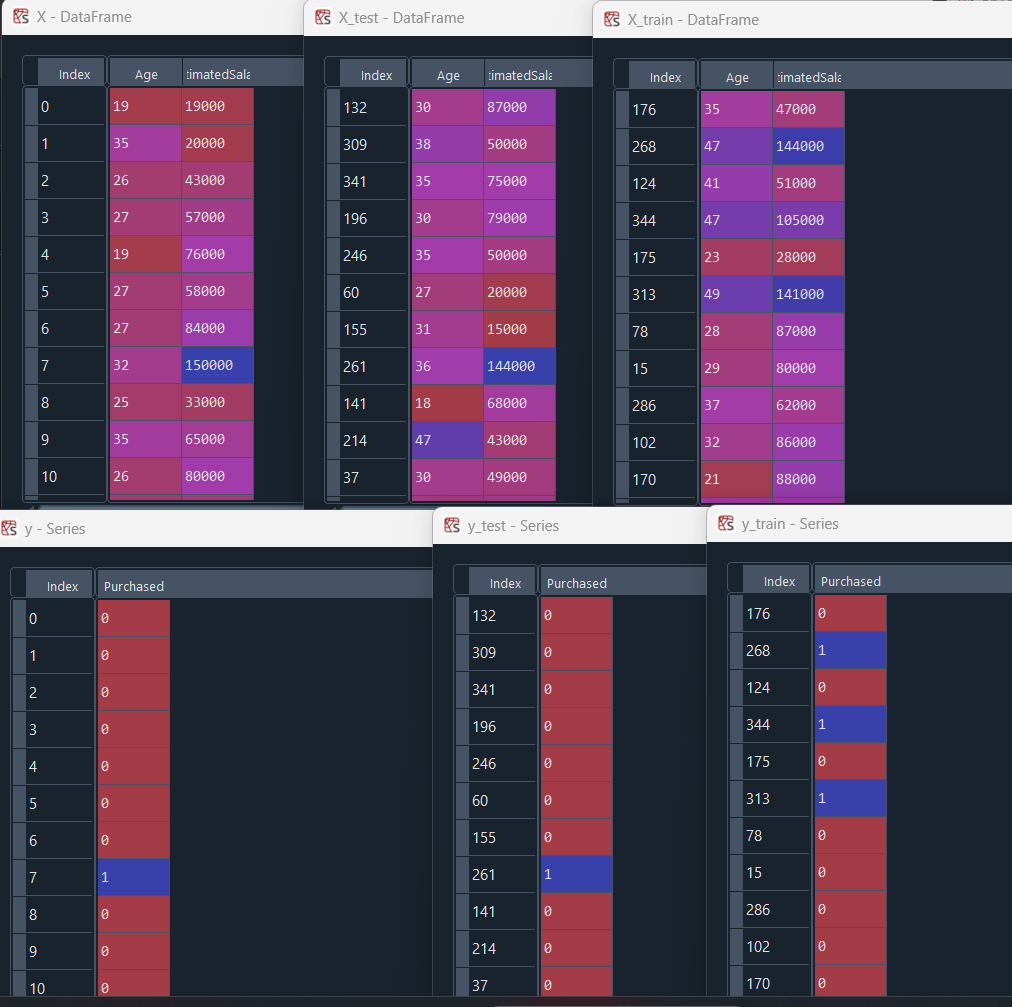 X - DataFrame
Index Age :imatedSala
0 19 19000
1 35 20000
2 26 43000
3 27 57000
4 19 76000
5 27 58000
6 27 84000
7 32 150000
8 25 33000
9 35 65000
10 26 80000
X_test - DataFrame
Index Age :imatedSala
132 30 87000
309 38 50000
341 35 75000
196 30 79000
246 35 50000
60 27 20000
155 31 15000
261 36 144000
141 18 68000
214 47 43000
37 30 49000
X_train - DataFrame
Index Age :imatedSala
176 35 47000
268 47 144000
124 41 51000
344 47 105000
175 23 28000
313 49 141000
78 28 87000
15 29 80000
286 37 62000
102 32 86000
170 21 88000
y - Series
Index Purchased
0 0
1 0
2 0
3 0
4 0
5 0
6 0
7 1
8 0
9 0
10 0
y_test - Series
Index Purchased
132 0
309 0
341 0
196 0
246 0
60 0
155 0
261 1
141 0
214 0
37 0
y_train - Series
Index Purchased
176 0
268 1
124 0
344 1
175 0
313 1
78 0
15 0
286 0
102 0
170 0